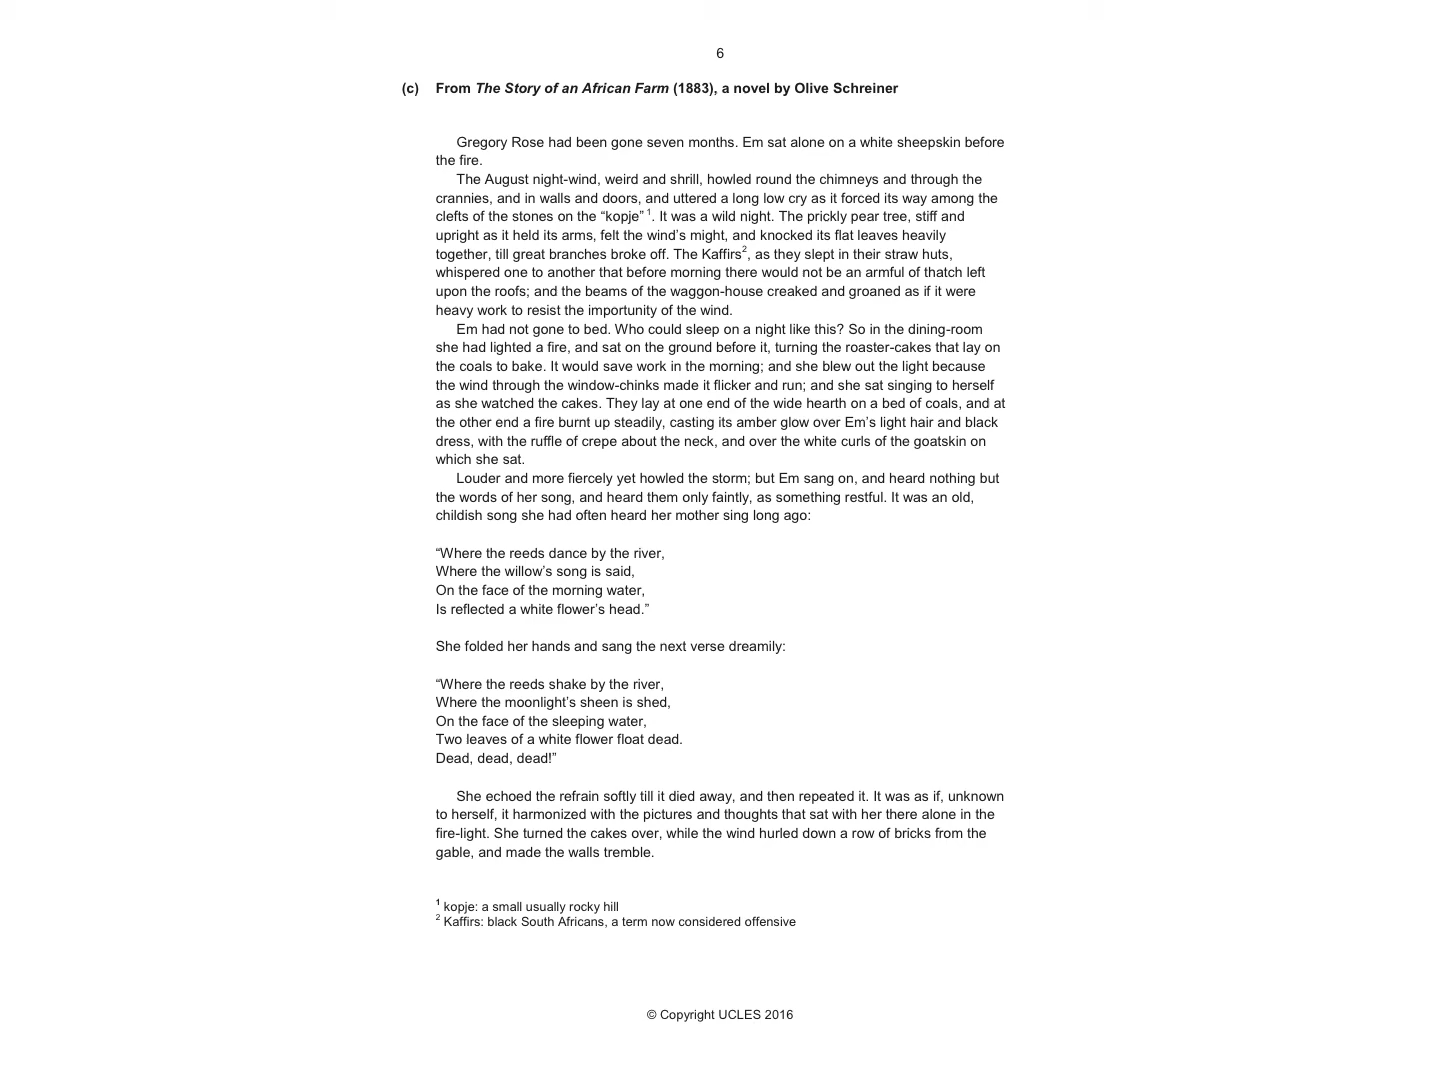 6
(c) From The Story of an African Farm (1883), a novel by Olive Schreiner
Gregory Rose had been gone seven months. Em sat alone on a white sheepskin before
the fire.
The August night-wind, weird and shrill, howled round the chimneys and through the
crannies, and in walls and doors, and uttered a long low cry as it forced its way among the
clefts of the stones on the “kopje” 1. It was a wild night. The prickly pear tree, stiff and
upright as it held its arms, felt the wind’s might, and knocked its flat leaves heavily
together, till great branches broke off. The Kaffirs2, as they slept in their straw huts,
whispered one to another that before morning there would not be an armful of thatch left
upon the roofs; and the beams of the waggon-house creaked and groaned as if it were
heavy work to resist the importunity of the wind.
Em had not gone to bed. Who could sleep on a night like this? So in the dining-room
she had lighted a fire, and sat on the ground before it, turning the roaster-cakes that lay on
the coals to bake. It would save work in the morning; and she blew out the light because
the wind through the window-chinks made it flicker and run; and she sat singing to herself
as she watched the cakes. They lay at one end of the wide hearth on a bed of coals, and at
the other end a fire burnt up steadily, casting its amber glow over Em’s light hair and black
dress, with the ruffle of crepe about the neck, and over the white curls of the goatskin on
which she sat.
Louder and more fiercely yet howled the storm; but Em sang on, and heard nothing but
the words of her song, and heard them only faintly, as something restful. It was an old,
childish song she had often heard her mother sing long ago:
“Where the reeds dance by the river,
Where the willow’s song is said,
On the face of the morning water,
Is reflected a white flower’s head.”
She folded her hands and sang the next verse dreamily:
“Where the reeds shake by the river,
Where the moonlight’s sheen is shed,
On the face of the sleeping water,
Two leaves of a white flower float dead.
Dead, dead, dead!”
She echoed the refrain softly till it died away, and then repeated it. It was as if, unknown
to herself, it harmonized with the pictures and thoughts that sat with her there alone in the
fire-light. She turned the cakes over, while the wind hurled down a row of bricks from the
gable, and made the walls tremble.
1 kopje: a small usually rocky hill
2 Kaffirs: black South Africans, a term now considered offensive
© Copyright UCLES 2016